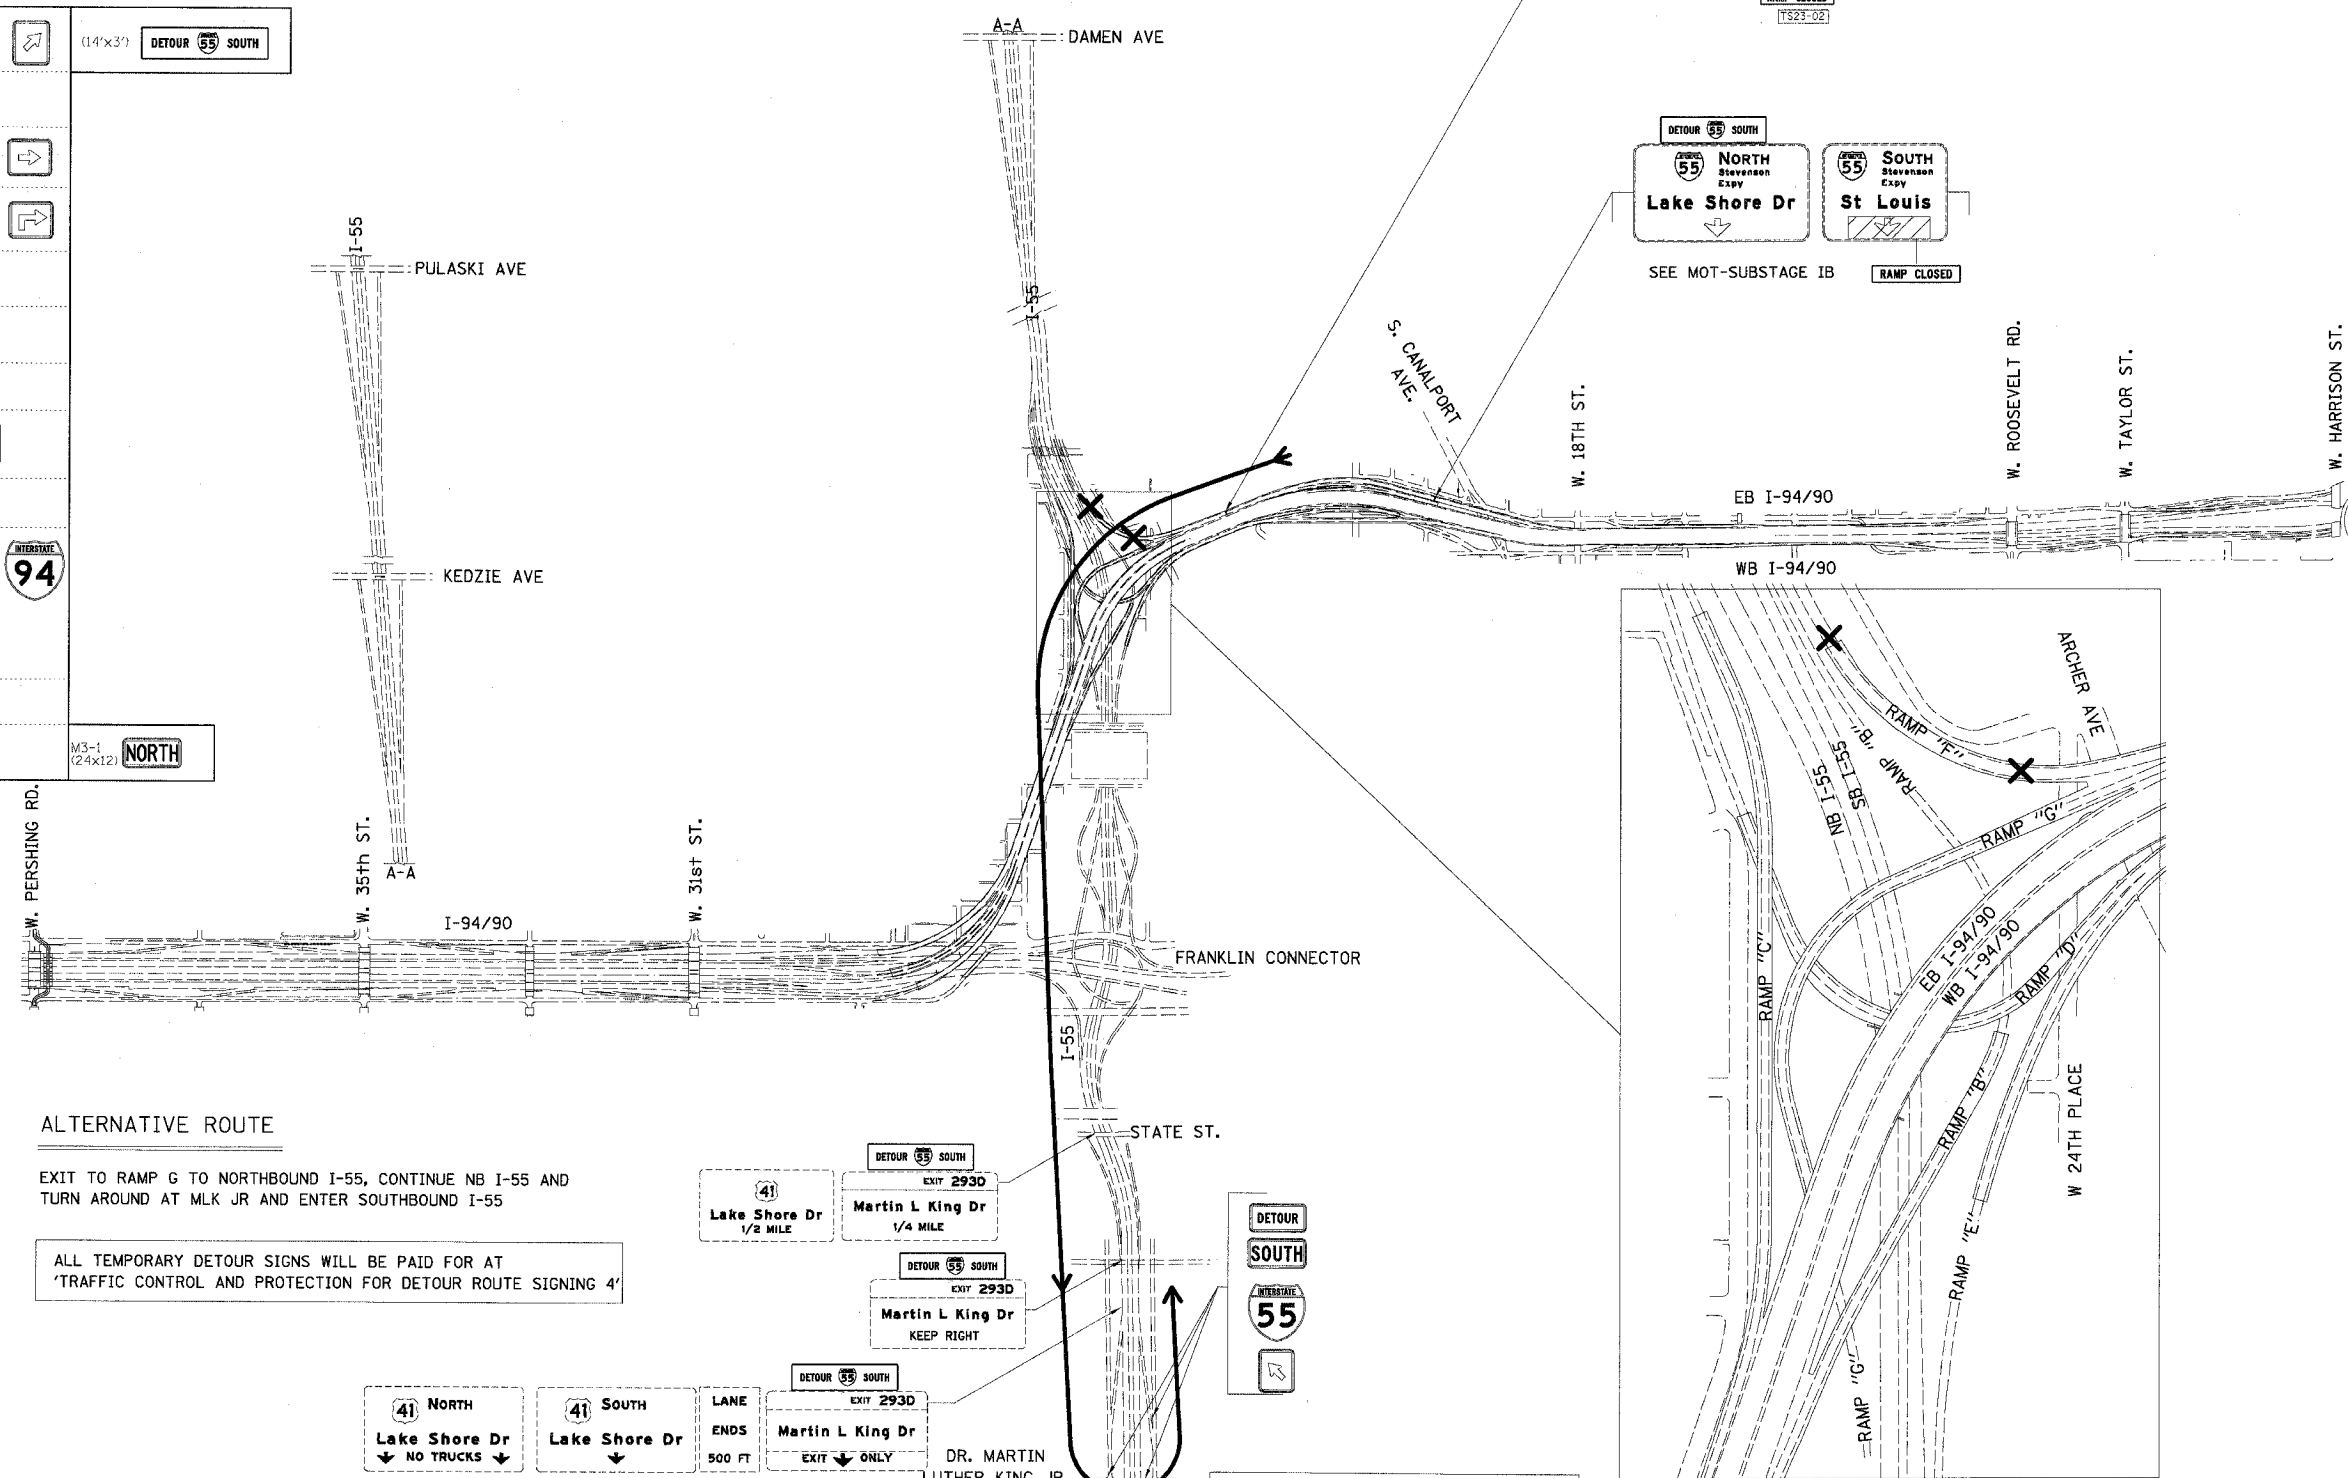 (14'x3')
DETOUR INTERSTATE 55 SOUTH
INTERSTATE
94
M3-1
(24x12)
NORTH
A-A
DAMEN AVE
I-55
PULASKI AVE
KEDZIE AVE
A-A
I-55
TS23-02
DETOUR 55 SOUTH
55 NORTH
Stevenson
Expy
Lake Shore Dr
55 SOUTH
Stevenson
Expy
St Louis
SEE MOT-SUBSTAGE IB
RAMP CLOSED
S. CANALPORT
AVE.
W. 18TH ST.
W. ROOSEVELT RD.
W. TAYLOR ST.
W. HARRISON ST.
EB I-94/90
WB I-94/90
W. PERSHING RD.
W. 35th ST.
W. 31st ST.
I-94/90
FRANKLIN CONNECTOR
I-55
STATE ST.
ARCHER AVE
RAMP "F"
RAMP "B"
SB I-55
NB I-55
RAMP "G"
RAMP "C"
EB I-94/90
WB I-94/90
RAMP "D"
RAMP "B"
W 24TH PLACE
RAMP "E"
RAMP "G"
ALTERNATIVE ROUTE
EXIT TO RAMP G TO NORTHBOUND I-55, CONTINUE NB I-55 AND
TURN AROUND AT MLK JR AND ENTER SOUTHBOUND I-55
ALL TEMPORARY DETOUR SIGNS WILL BE PAID FOR AT
'TRAFFIC CONTROL AND PROTECTION FOR DETOUR ROUTE SIGNING 4'
DETOUR 55 SOUTH
41
Lake Shore Dr
1/2 MILE
EXIT 293D
Martin L King Dr
1/4 MILE
DETOUR 55 SOUTH
EXIT 293D
Martin L King Dr
KEEP RIGHT
DETOUR
SOUTH
INTERSTATE
55
DETOUR 55 SOUTH
41 NORTH
Lake Shore Dr
NO TRUCKS
41 SOUTH
Lake Shore Dr
LANE
ENDS
500 FT
EXIT 293D
Martin L King Dr
EXIT ONLY
DR. MARTIN
LUTHER KING JR